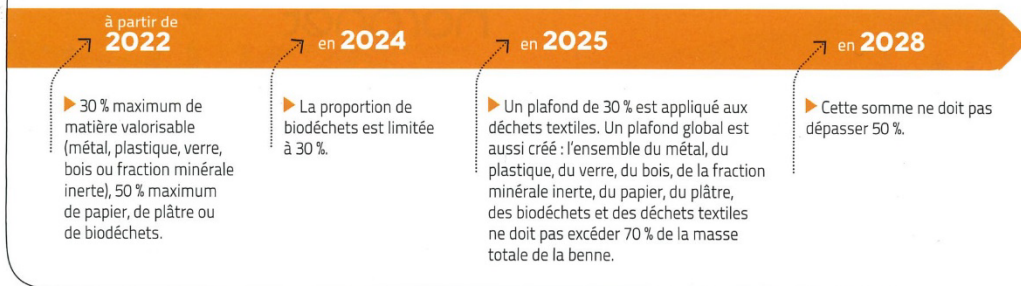 à partir de
2022
en 2024
en 2025
en 2028
▶ 30 % maximum de
matière valorisable
(métal, plastique, verre,
bois ou fraction minérale
inerte), 50 % maximum
de papier, de plâtre ou
de biodéchets.
▶ La proportion de
biodéchets est limitée
à 30 %.
▶ Un plafond de 30 % est appliqué aux
déchets textiles. Un plafond global est
aussi créé : l'ensemble du métal, du
plastique, du verre, du bois, de la fraction
minérale inerte, du papier, du plâtre,
des biodéchets et des déchets textiles
ne doit pas excéder 70 % de la masse
totale de la benne.
▶ Cette somme ne doit pas
dépasser 50 %.